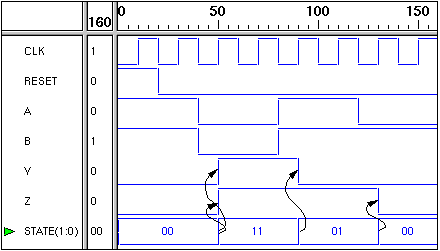 160 0 50 100 150
CLK 1
RESET 0
A 0
B 1
Y 0
Z 0
STATE(1:0) 00 00 11 01 00